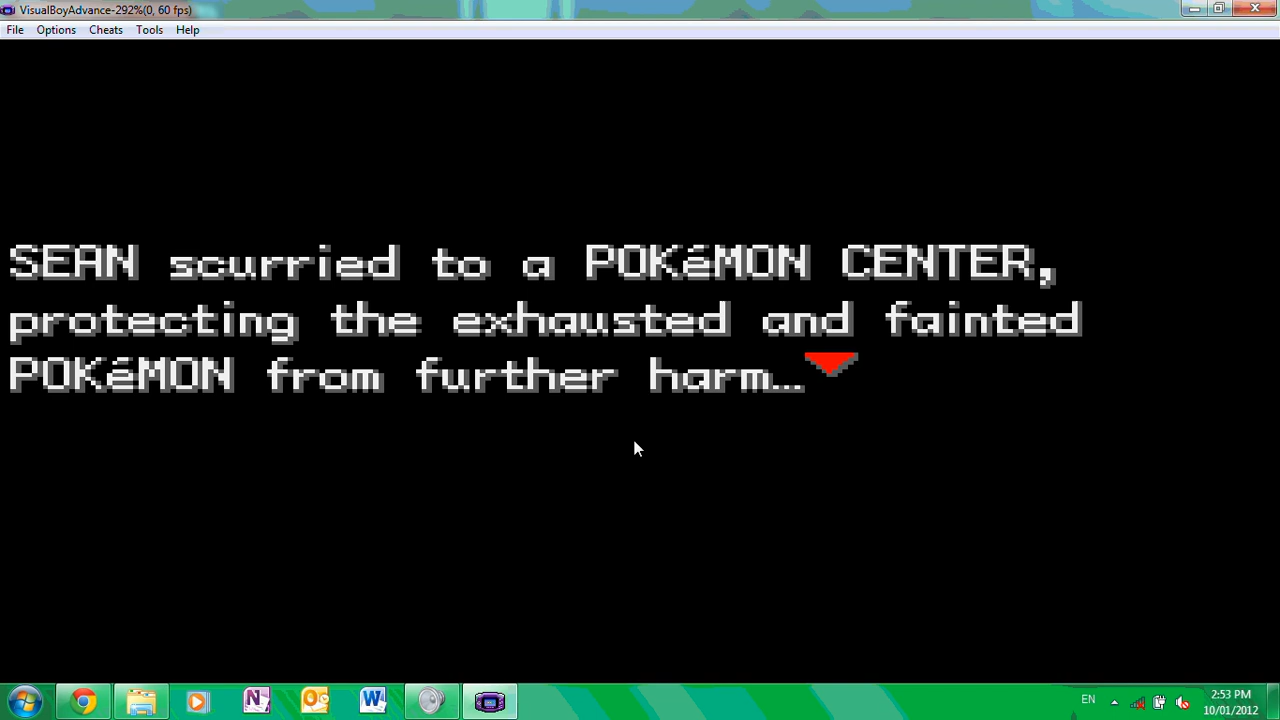 VisualBoyAdvance-292%(0, 60 fps)
File Options Cheats Tools Help
SEAN scurried to a POKéMON CENTER,
protecting the exhausted and fainted
POKéMON from further harm…
EN
2:53 PM
10/01/2012